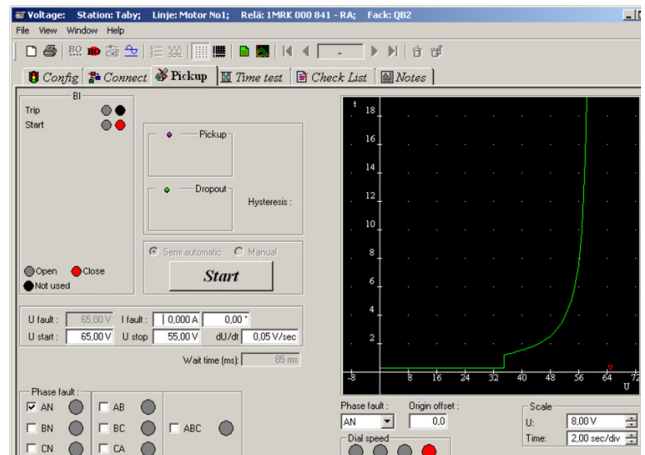 Voltage: Station: Taby; Linje: Motor No1; Relä: 1MRK 000 841 - RA; Fack: QB2
File View Window Help
BO
-
Config Connect Pickup Time test Check List Notes
BI
Trip
Start
Open Close
Not used
Pickup
Dropout
Hysteresis :
Semi automatic Manual
Start
U fault : 65,00 V I fault : 0,000 A 0,00 °
U start : 65,00 V U stop 55,00 V dU/dt 0,05 V/sec
Wait time (ms): 85 ms
Phase fault :
AN AB
BN BC ABC
CN CA
t
18
16
14
12
10
8
6
4
2
-8 8 16 24 32 40 48 56 64 72
U
Phase fault : Origin offset :
AN 0,0
Dial speed
Scale
U: 8,00 V
Time: 2,00 sec/div